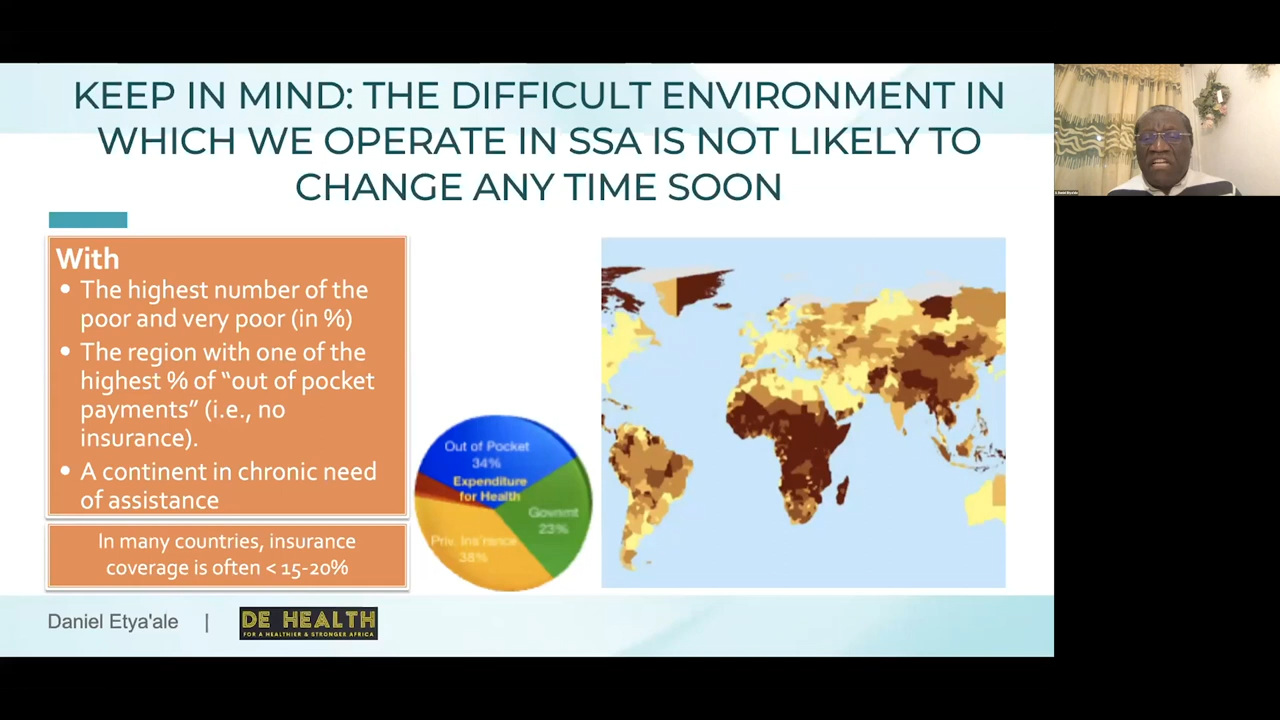 KEEP IN MIND: THE DIFFICULT ENVIRONMENT IN
WHICH WE OPERATE IN SSA IS NOT LIKELY TO
CHANGE ANY TIME SOON
With
• The highest number of the
poor and very poor (in %)
• The region with one of the
highest % of “out of pocket
payments” (i.e., no
insurance).
• A continent in chronic need
of assistance
In many countries, insurance
coverage is often < 15-20%
Out of Pocket
34%
Expenditure
for Health
Govnmt
23%
Priv. Ins'rance
38%
Daniel Etya'ale |
DE HEALTH
FOR A HEALTHIER & STRONGER AFRICA